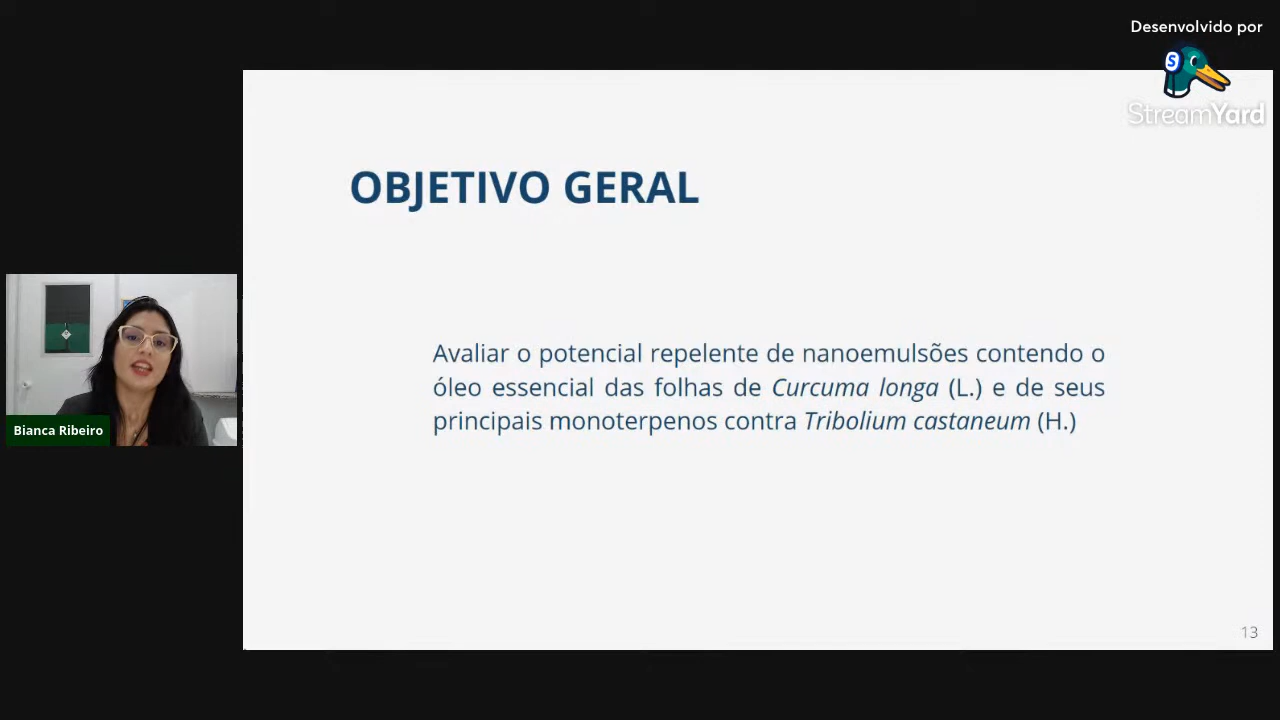 Desenvolvido por
StreamYard
OBJETIVO GERAL
Avaliar o potencial repelente de nanoemulsões contendo o
óleo essencial das folhas de Curcuma longa (L.) e de seus
principais monoterpenos contra Tribolium castaneum (H.)
Bianca Ribeiro
13